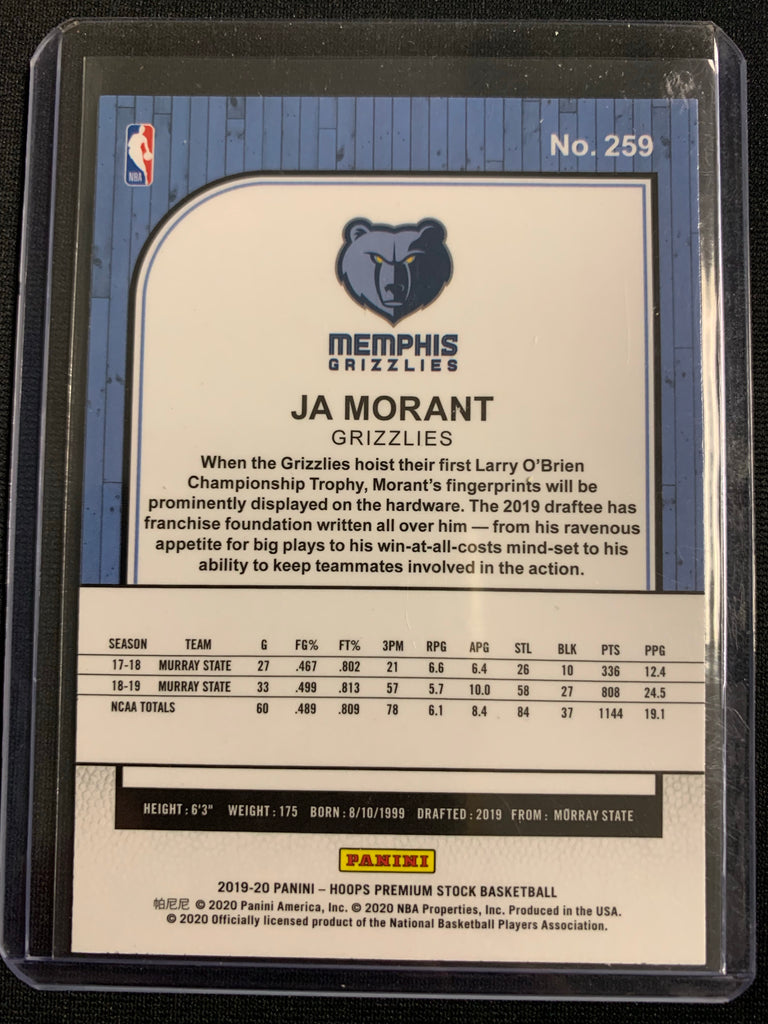 NBA
No. 259
MEMPHIS
GRIZZLIES
JA MORANT
GRIZZLIES
When the Grizzlies hoist their first Larry O'Brien
Championship Trophy, Morant's fingerprints will be
prominently displayed on the hardware. The 2019 draftee has
franchise foundation written all over him — from his ravenous
appetite for big plays to his win-at-all-costs mind-set to his
ability to keep teammates involved in the action.
SEASON TEAM G FG% FT% 3PM RPG APG STL BLK PTS PPG
17-18 MURRAY STATE 27 .467 .802 21 6.6 6.4 26 10 336 12.4
18-19 MURRAY STATE 33 .499 .813 57 5.7 10.0 58 27 808 24.5
NCAA TOTALS 60 .489 .809 78 6.1 8.4 84 37 1144 19.1
HEIGHT: 6'3" WEIGHT: 175 BORN: 8/10/1999 DRAFTED: 2019 FROM: MURRAY STATE
PANINI
2019-20 PANINI – HOOPS PREMIUM STOCK BASKETBALL
帕尼尼 © 2020 Panini America, Inc. © 2020 NBA Properties, Inc. Produced in the USA.
© 2020 Officially licensed product of the National Basketball Players Association.